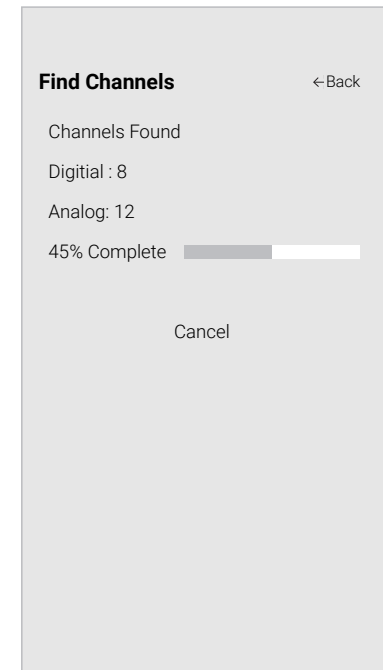 Find Channels
←Back
Channels Found
Digitial : 8
Analog: 12
45% Complete
Cancel